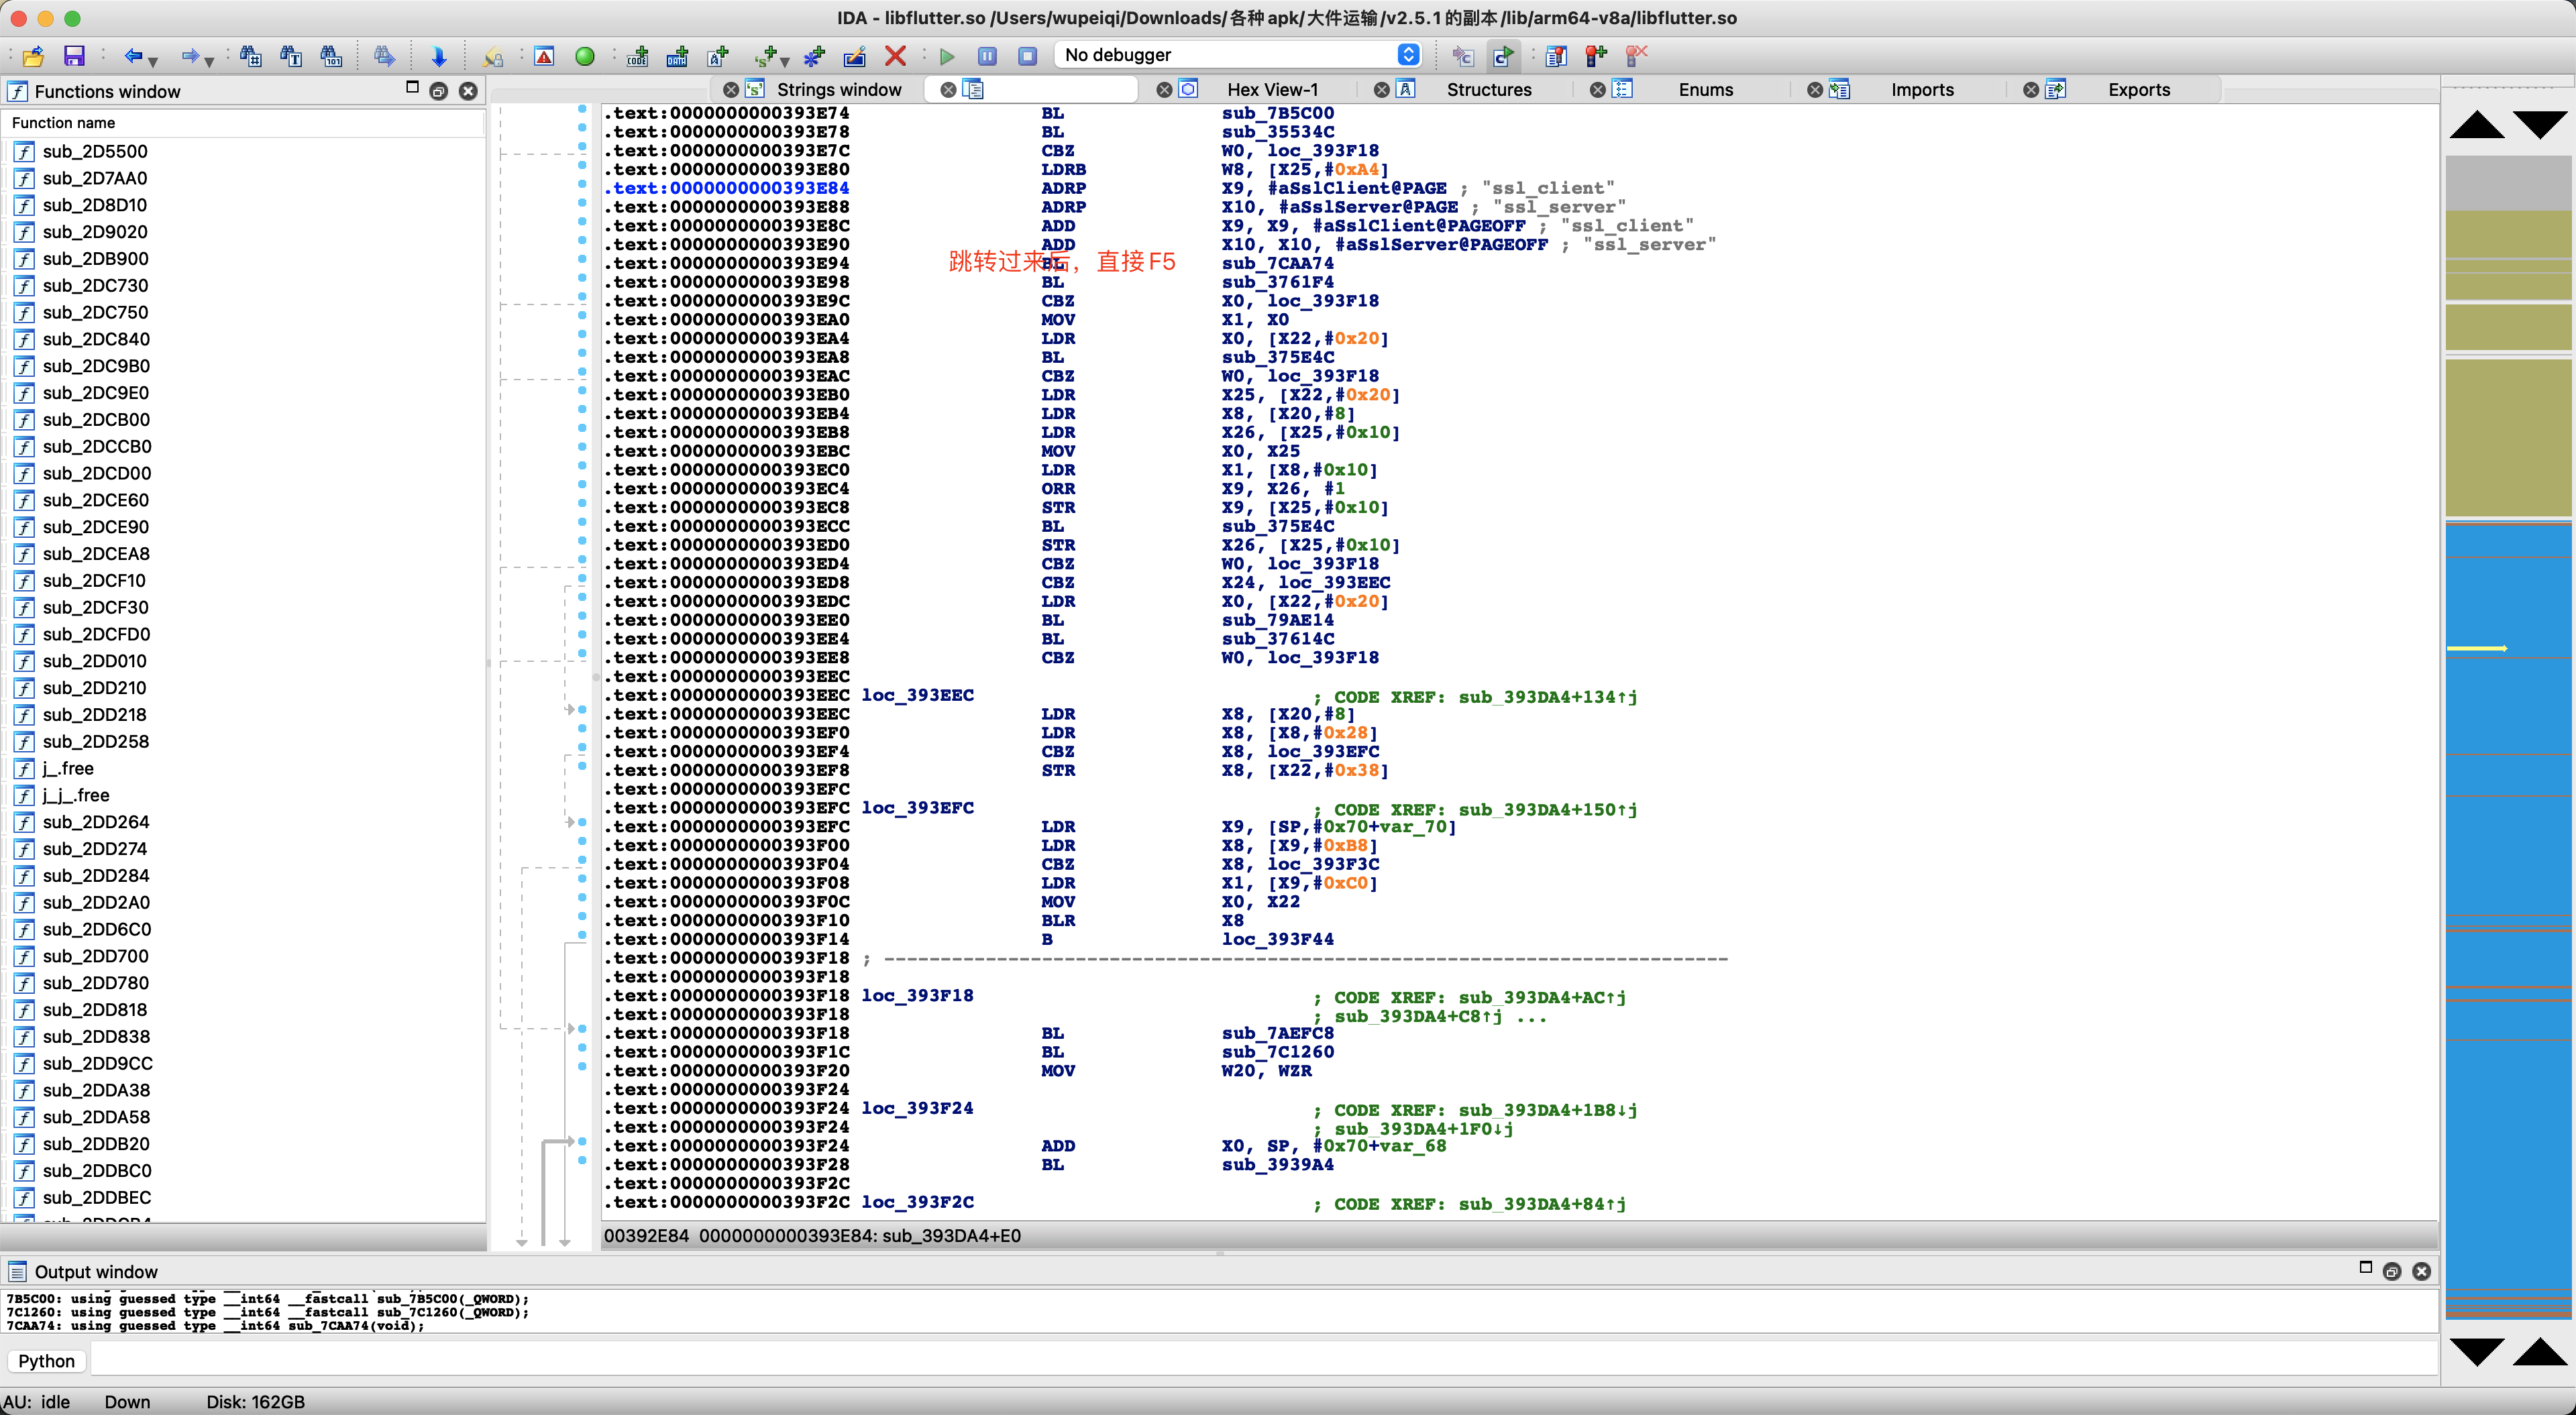 IDA - libflutter.so /Users/wupeiqi/Downloads/各种apk/大件运输/v2.5.1的副本/lib/arm64-v8a/libflutter.so
No debugger
Functions window
Strings window
Hex View-1
Structures
Enums
Imports
Exports
Function name
sub_2D5500
sub_2D7AA0
sub_2D8D10
sub_2D9020
sub_2DB900
sub_2DC730
sub_2DC750
sub_2DC840
sub_2DC9B0
sub_2DC9E0
sub_2DCB00
sub_2DCCB0
sub_2DCD00
sub_2DCE60
sub_2DCE90
sub_2DCEA8
sub_2DCF10
sub_2DCF30
sub_2DCFD0
sub_2DD010
sub_2DD210
sub_2DD218
sub_2DD258
j_.free
j_j_.free
sub_2DD264
sub_2DD274
sub_2DD284
sub_2DD2A0
sub_2DD6C0
sub_2DD700
sub_2DD780
sub_2DD818
sub_2DD838
sub_2DD9CC
sub_2DDA38
sub_2DDA58
sub_2DDB20
sub_2DDBC0
sub_2DDBEC
.text:0000000000393E74 BL sub_7B5C00
.text:0000000000393E78 BL sub_35534C
.text:0000000000393E7C CBZ W0, loc_393F18
.text:0000000000393E80 LDRB W8, [X25,#0xA4]
.text:0000000000393E84 ADRP X9, #aSslClient@PAGE ; "ssl_client"
.text:0000000000393E88 ADRP X10, #aSslServer@PAGE ; "ssl_server"
.text:0000000000393E8C ADD X9, X9, #aSslClient@PAGEOFF ; "ssl_client"
.text:0000000000393E90 ADD X10, X10, #aSslServer@PAGEOFF ; "ssl_server"
跳转过来后，直接F5
.text:0000000000393E94 BL sub_7CAA74
.text:0000000000393E98 BL sub_3761F4
.text:0000000000393E9C CBZ X0, loc_393F18
.text:0000000000393EA0 MOV X1, X0
.text:0000000000393EA4 LDR X0, [X22,#0x20]
.text:0000000000393EA8 BL sub_375E4C
.text:0000000000393EAC CBZ W0, loc_393F18
.text:0000000000393EB0 LDR X25, [X22,#0x20]
.text:0000000000393EB4 LDR X8, [X20,#8]
.text:0000000000393EB8 LDR X26, [X25,#0x10]
.text:0000000000393EBC MOV X0, X25
.text:0000000000393EC0 LDR X1, [X8,#0x10]
.text:0000000000393EC4 ORR X9, X26, #1
.text:0000000000393EC8 STR X9, [X25,#0x10]
.text:0000000000393ECC BL sub_375E4C
.text:0000000000393ED0 STR X26, [X25,#0x10]
.text:0000000000393ED4 CBZ W0, loc_393F18
.text:0000000000393ED8 CBZ X24, loc_393EEC
.text:0000000000393EDC LDR X0, [X22,#0x20]
.text:0000000000393EE0 BL sub_79AE14
.text:0000000000393EE4 BL sub_37614C
.text:0000000000393EE8 CBZ W0, loc_393F18
.text:0000000000393EEC
.text:0000000000393EEC loc_393EEC ; CODE XREF: sub_393DA4+134↑j
.text:0000000000393EEC LDR X8, [X20,#8]
.text:0000000000393EF0 LDR X8, [X8,#0x28]
.text:0000000000393EF4 CBZ X8, loc_393EFC
.text:0000000000393EF8 STR X8, [X22,#0x38]
.text:0000000000393EFC
.text:0000000000393EFC loc_393EFC ; CODE XREF: sub_393DA4+150↑j
.text:0000000000393EFC LDR X9, [SP,#0x70+var_70]
.text:0000000000393F00 LDR X8, [X9,#0xB8]
.text:0000000000393F04 CBZ X8, loc_393F3C
.text:0000000000393F08 LDR X1, [X9,#0xC0]
.text:0000000000393F0C MOV X0, X22
.text:0000000000393F10 BLR X8
.text:0000000000393F14 B loc_393F44
.text:0000000000393F18 ; ---------------------------------------------------------------------------
.text:0000000000393F18
.text:0000000000393F18 loc_393F18 ; CODE XREF: sub_393DA4+AC↑j
.text:0000000000393F18 ; sub_393DA4+C8↑j ...
.text:0000000000393F18 BL sub_7AEFC8
.text:0000000000393F1C BL sub_7C1260
.text:0000000000393F20 MOV W20, WZR
.text:0000000000393F24
.text:0000000000393F24 loc_393F24 ; CODE XREF: sub_393DA4+1B8↓j
.text:0000000000393F24 ; sub_393DA4+1F0↓j
.text:0000000000393F24 ADD X0, SP, #0x70+var_68
.text:0000000000393F28 BL sub_3939A4
.text:0000000000393F2C
.text:0000000000393F2C loc_393F2C ; CODE XREF: sub_393DA4+84↑j
00392E84 0000000000393E84: sub_393DA4+E0
Output window
7B5C00: using guessed type __int64 __fastcall sub_7B5C00(_QWORD);
7C1260: using guessed type __int64 __fastcall sub_7C1260(_QWORD);
7CAA74: using guessed type __int64 sub_7CAA74(void);
Python
AU: idle Down Disk: 162GB